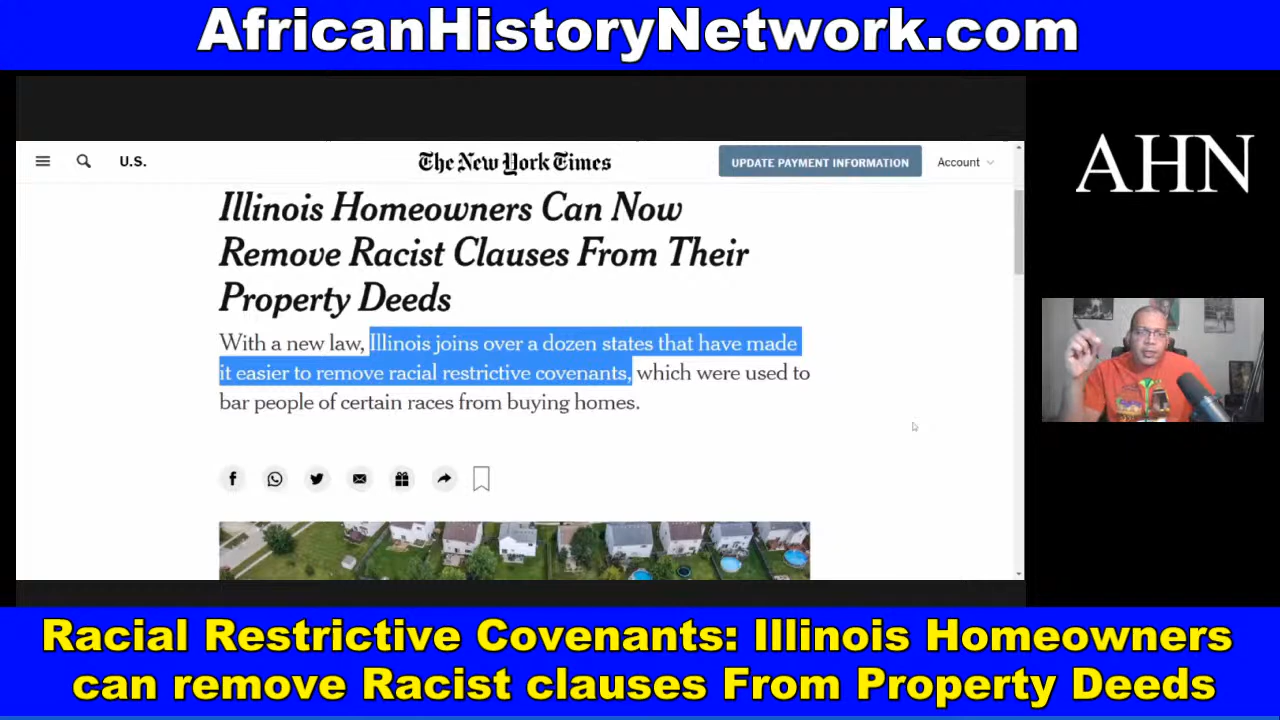 AfricanHistoryNetwork.com
U.S.
The New York Times
UPDATE PAYMENT INFORMATION
Account
AHN
Illinois Homeowners Can Now
Remove Racist Clauses From Their
Property Deeds
With a new law, Illinois joins over a dozen states that have made
it easier to remove racial restrictive covenants, which were used to
bar people of certain races from buying homes.
Racial Restrictive Covenants: Illinois Homeowners
can remove Racist clauses From Property Deeds